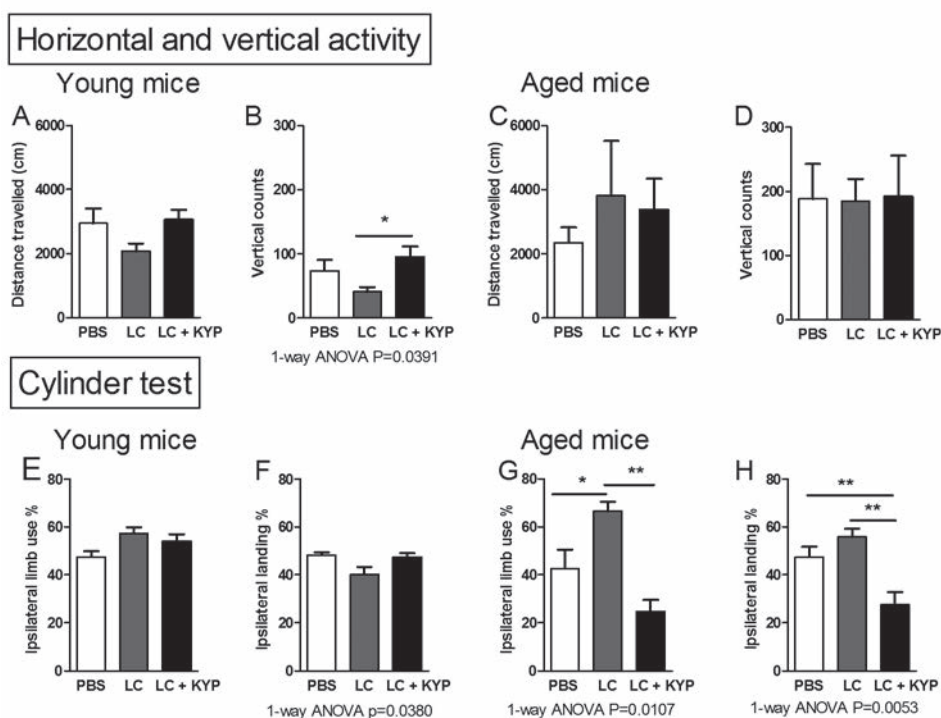 Horizontal and vertical activity
Young mice
Aged mice
A
Distance travelled (cm)
6000
4000
2000
0
PBS LC LC + KYP
B
Vertical counts
300
200
100
0
*
PBS LC LC + KYP
1-way ANOVA P=0.0391
C
Distance travelled (cm)
6000
4000
2000
0
PBS LC LC + KYP
D
Vertical counts
300
200
100
0
PBS LC LC + KYP
Cylinder test
Young mice
Aged mice
E
Ipsilateral limb use %
80
60
40
20
0
PBS LC LC + KYP
F
Ipsilateral landing %
80
60
40
20
0
PBS LC LC + KYP
1-way ANOVA p=0.0380
G
Ipsilateral limb use %
80
60
40
20
0
* **
PBS LC LC + KYP
1-way ANOVA P=0.0107
H
Ipsilateral landing %
80
60
40
20
0
**
**
PBS LC LC + KYP
1-way ANOVA P=0.0053